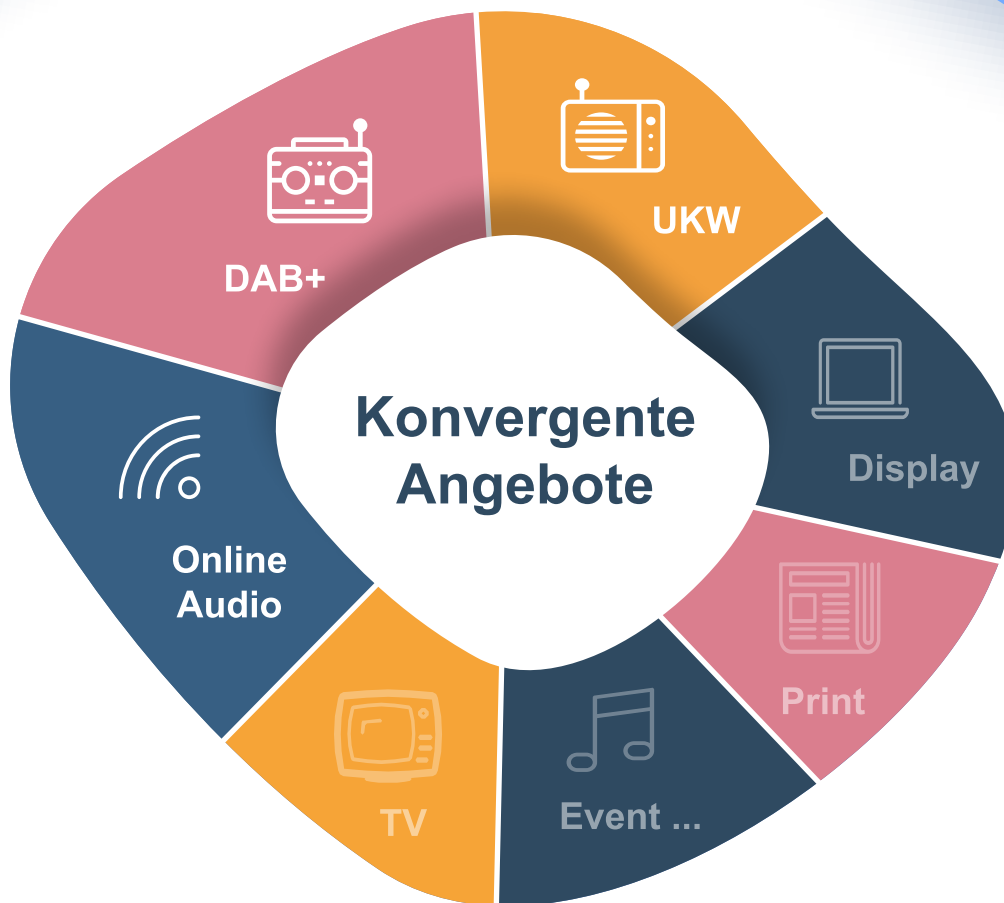 UKW
DAB+
Konvergente
Angebote
Display
Online
Audio
Print
TV
Event ...